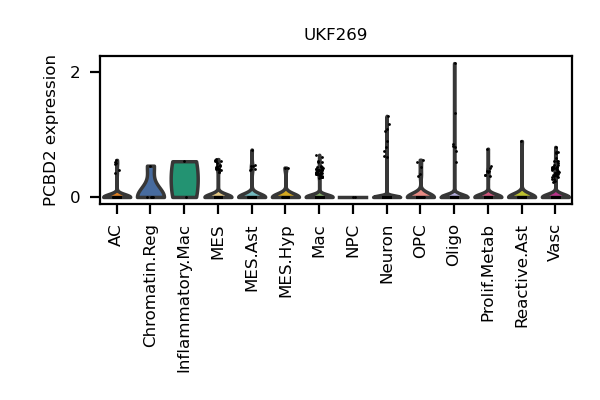 UKF269
PCBD2 expression
2
0
AC
Chromatin.Reg
Inflammatory.Mac
MES
MES.Ast
MES.Hyp
Mac
NPC
Neuron
OPC
Oligo
Prolif.Metab
Reactive.Ast
Vasc